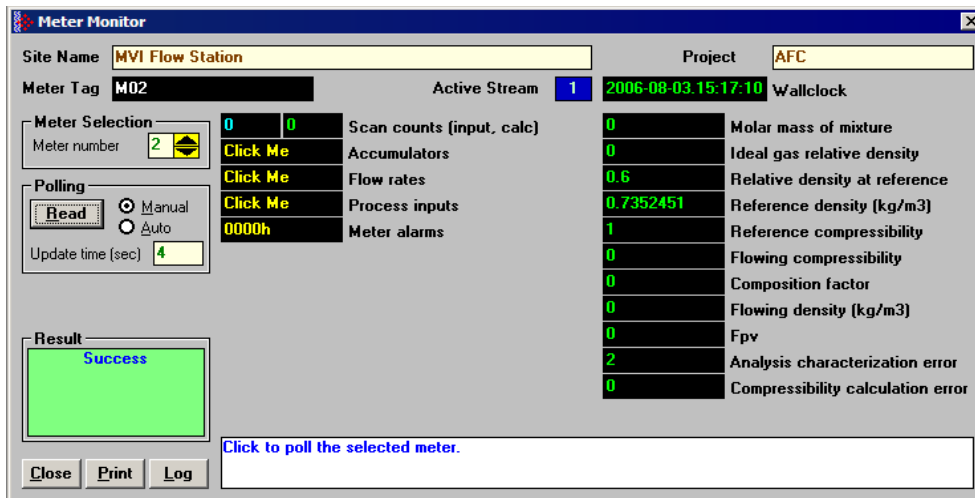 Meter Monitor
Site Name MVI Flow Station Project AFC
Meter Tag M02 Active Stream 1 2006-08-03.15:17:10 Wallclock
Meter Selection
Meter number 2
0 0 Scan counts (input, calc)
Click Me Accumulators
Click Me Flow rates
Click Me Process inputs
0000h Meter alarms
Polling
Read Manual
Auto
Update time (sec) 4
0 Molar mass of mixture
0 Ideal gas relative density
0.6 Relative density at reference
0.7352451 Reference density (kg/m3)
1 Reference compressibility
0 Flowing compressibility
0 Composition factor
0 Flowing density (kg/m3)
0 Fpv
2 Analysis characterization error
0 Compressibility calculation error
Result
Success
Click to poll the selected meter.
Close Print Log